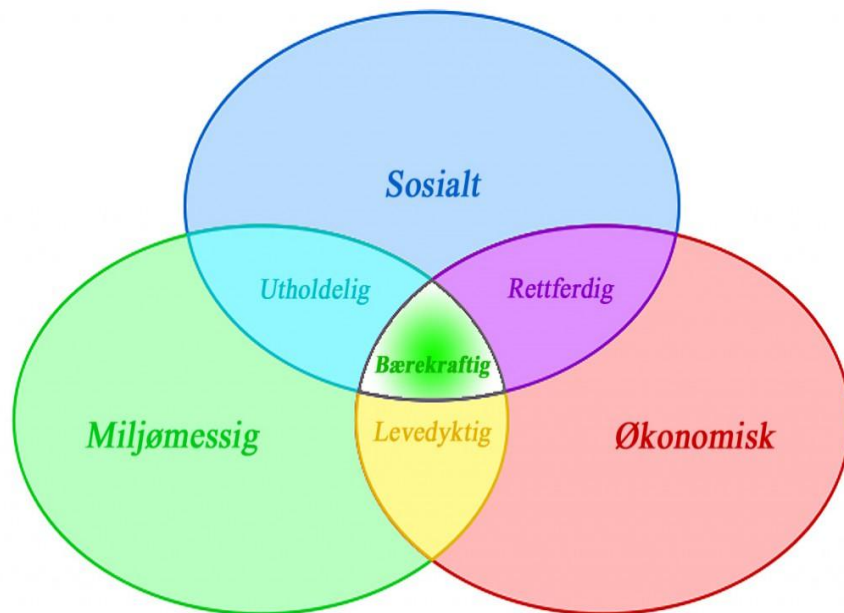 Sosialt
Utholdelig
Rettferdig
Bærekraftig
Miljømessig
Levedyktig
Økonomisk